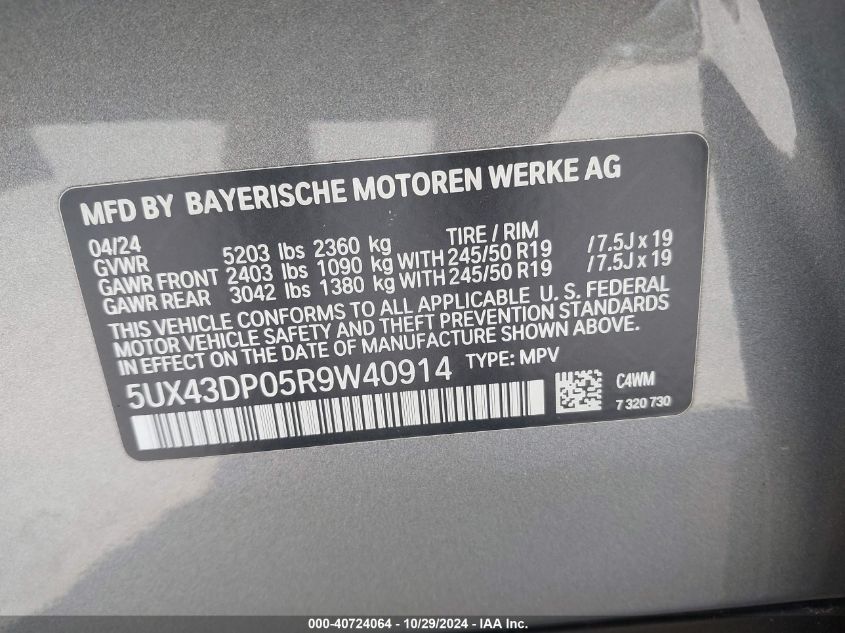 MFD BY BAYERISCHE MOTOREN WERKE AG
04/24 TIRE / RIM
GVWR 5203 lbs 2360 kg
GAWR FRONT 2403 lbs 1090 kg WITH 245/50 R19 /7.5J x 19
GAWR REAR 3042 lbs 1380 kg WITH 245/50 R19 /7.5J x 19
THIS VEHICLE CONFORMS TO ALL APPLICABLE U. S. FEDERAL
MOTOR VEHICLE SAFETY AND THEFT PREVENTION STANDARDS
IN EFFECT ON THE DATE OF MANUFACTURE SHOWN ABOVE.
5UX43DP05R9W40914 TYPE: MPV
C4WM
7 320 730
000-40724064 | 10/29/2024 - IAA Inc.